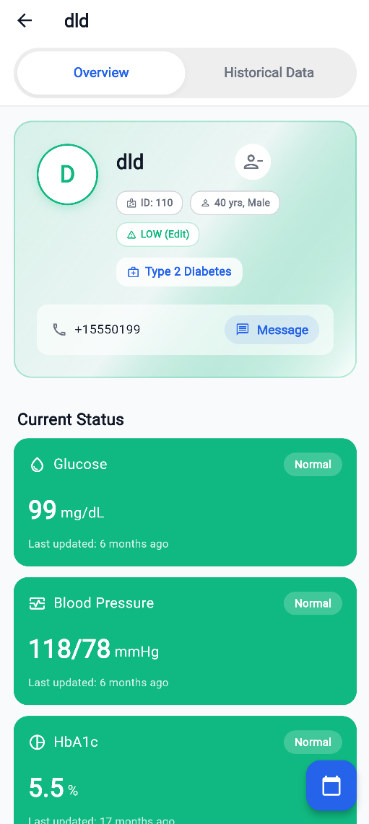 dld
Overview
Historical Data
D
dld
ID: 110
40 yrs, Male
LOW (Edit)
Type 2 Diabetes
+15550199
Message
Current Status
Glucose
Normal
99 mg/dL
Last updated: 6 months ago
Blood Pressure
Normal
118/78 mmHg
Last updated: 6 months ago
HbA1c
Normal
5.5 %
Last updated: 17 months ago